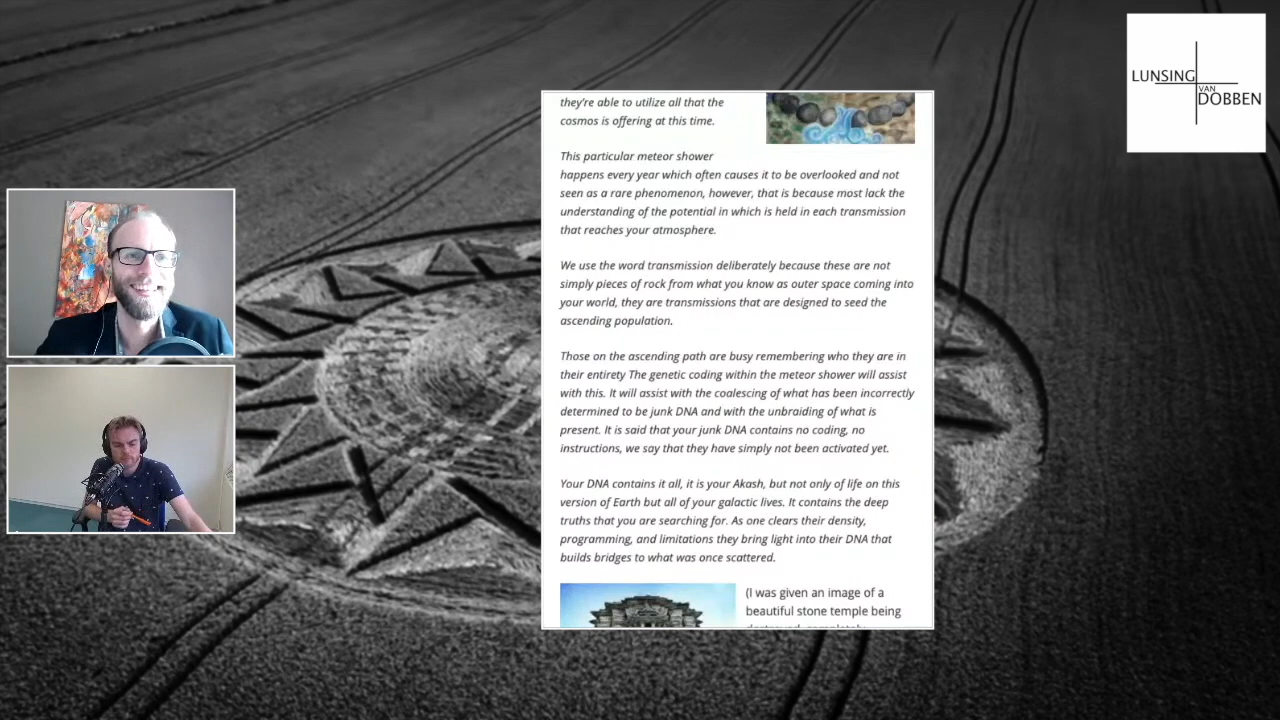 LUNSING
VAN
DOBBEN
they're able to utilize all that the
cosmos is offering at this time.
This particular meteor shower
happens every year which often causes it to be overlooked and not
seen as a rare phenomenon, however, that is because most lack the
understanding of the potential in which is held in each transmission
that reaches your atmosphere.
We use the word transmission deliberately because these are not
simply pieces of rock from what you know as outer space coming into
your world, they are transmissions that are designed to seed the
ascending population.
Those on the ascending path are busy remembering who they are in
their entirety The genetic coding within the meteor shower will assist
with this. It will assist with the coalescing of what has been incorrectly
determined to be junk DNA and with the unbraiding of what is
present. It is said that your junk DNA contains no coding, no
instructions, we say that they have simply not been activated yet.
Your DNA contains it all, it is your Akash, but not only of life on this
version of Earth but all of your galactic lives. It contains the deep
truths that you are searching for. As one clears their density,
programming, and limitations they bring light into their DNA that
builds bridges to what was once scattered.
(I was given an image of a
beautiful stone temple being